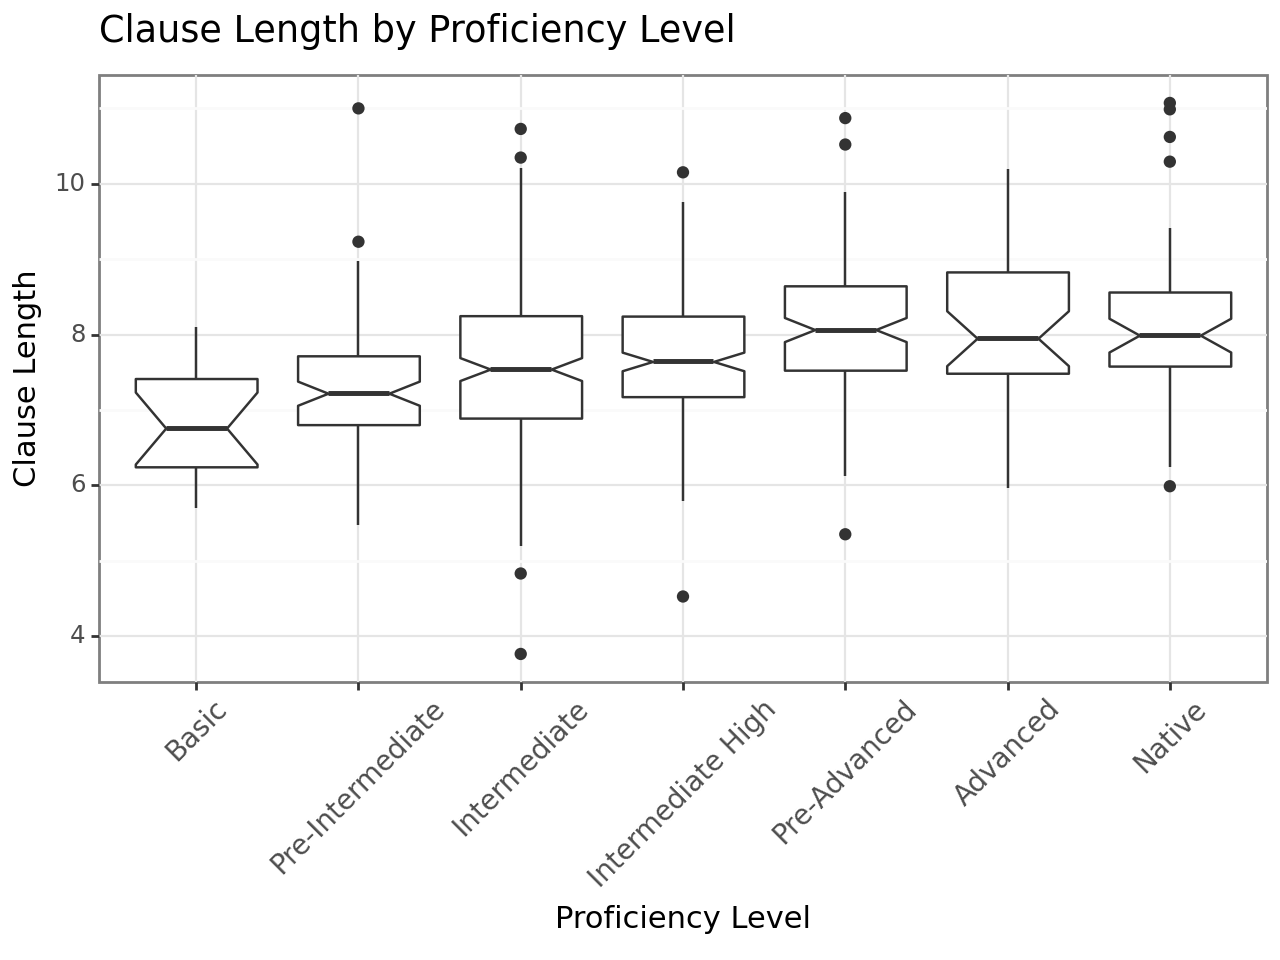 Clause Length by Proficiency Level
Clause Length
10
8
6
4
Basic
Pre-Intermediate
Intermediate
Intermediate High
Pre-Advanced
Advanced
Native
Proficiency Level